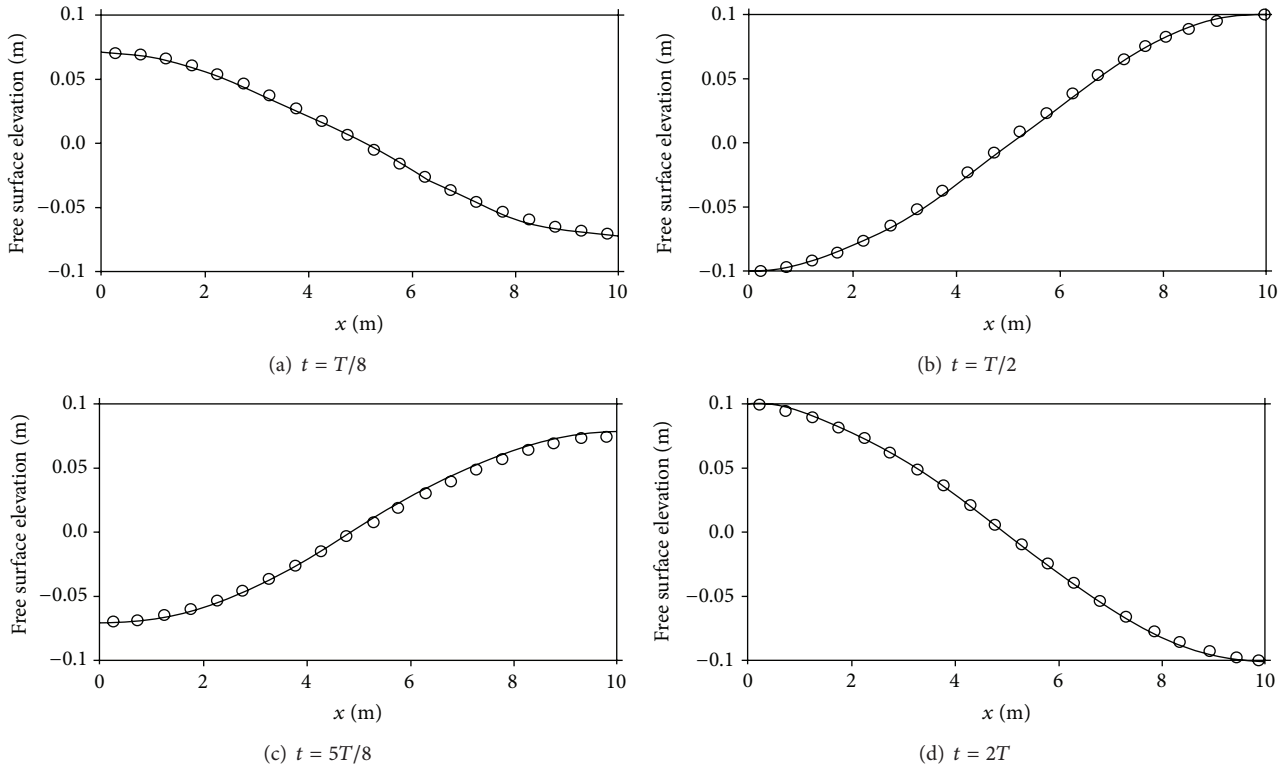 0.1
0.05
0.0
−0.05
−0.1
Free surface elevation (m)
0 2 4 6 8 10
x (m)
(a) t = T/8
0.1
0.05
0.0
−0.05
−0.1
Free surface elevation (m)
0 2 4 6 8 10
x (m)
(b) t = T/2
0.1
0.05
0.0
−0.05
−0.1
Free surface elevation (m)
0 2 4 6 8 10
x (m)
(c) t = 5T/8
0.1
0.05
0.0
−0.05
−0.1
Free surface elevation (m)
0 2 4 6 8 10
x (m)
(d) t = 2T